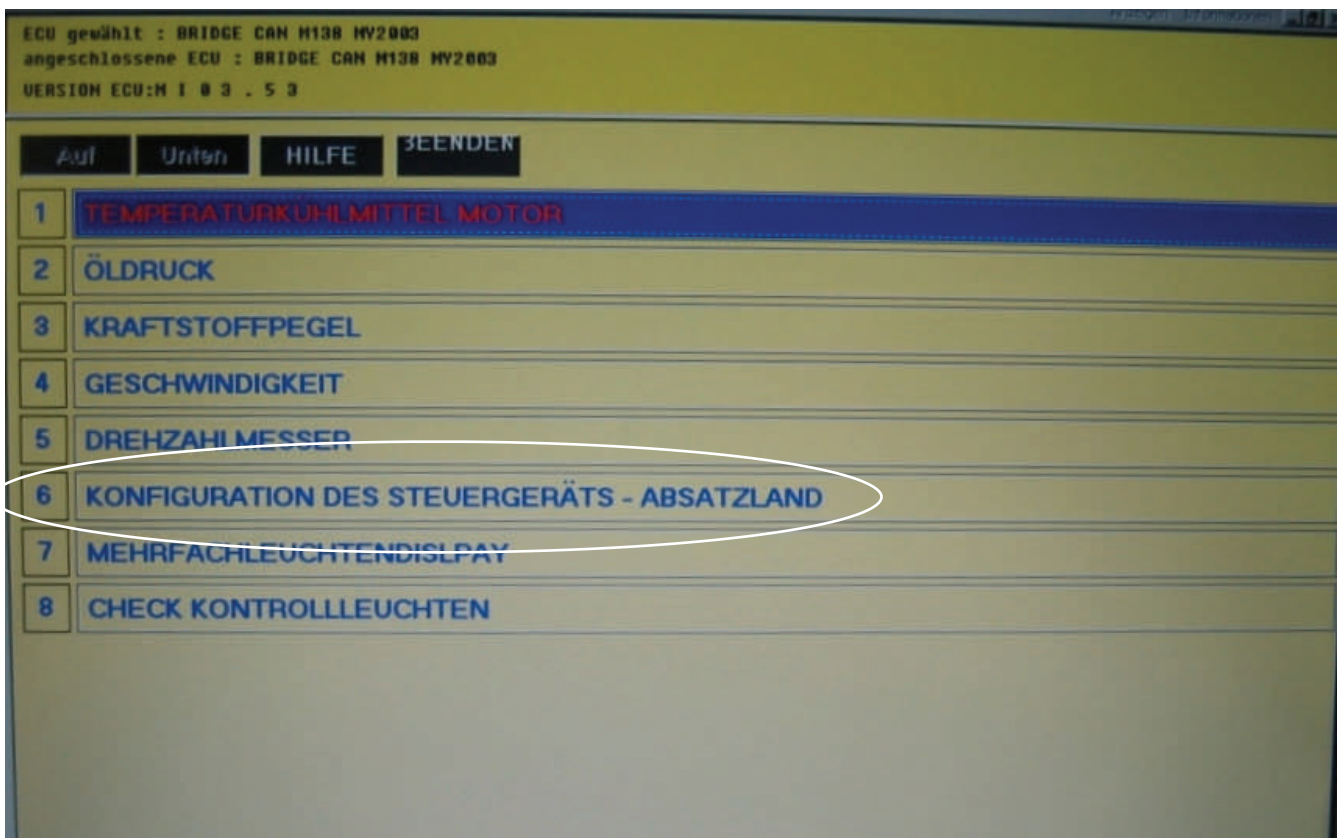 ECU gewählt : BRIDGE CAN M138 MY2003
angeschlossene ECU : BRIDGE CAN M138 MY2003
VERSION ECU:M I 0 3 . 5 3
Auf Unten HILFE BEENDEN
1 TEMPERATURKÜHLMITTEL MOTOR
2 ÖLDRUCK
3 KRAFTSTOFFPEGEL
4 GESCHWINDIGKEIT
5 DREHZAHLMESSER
6 KONFIGURATION DES STEUERGERÄTS - ABSATZLAND
7 MEHRFACHLEUCHTENDISLPAY
8 CHECK KONTROLLLEUCHTEN